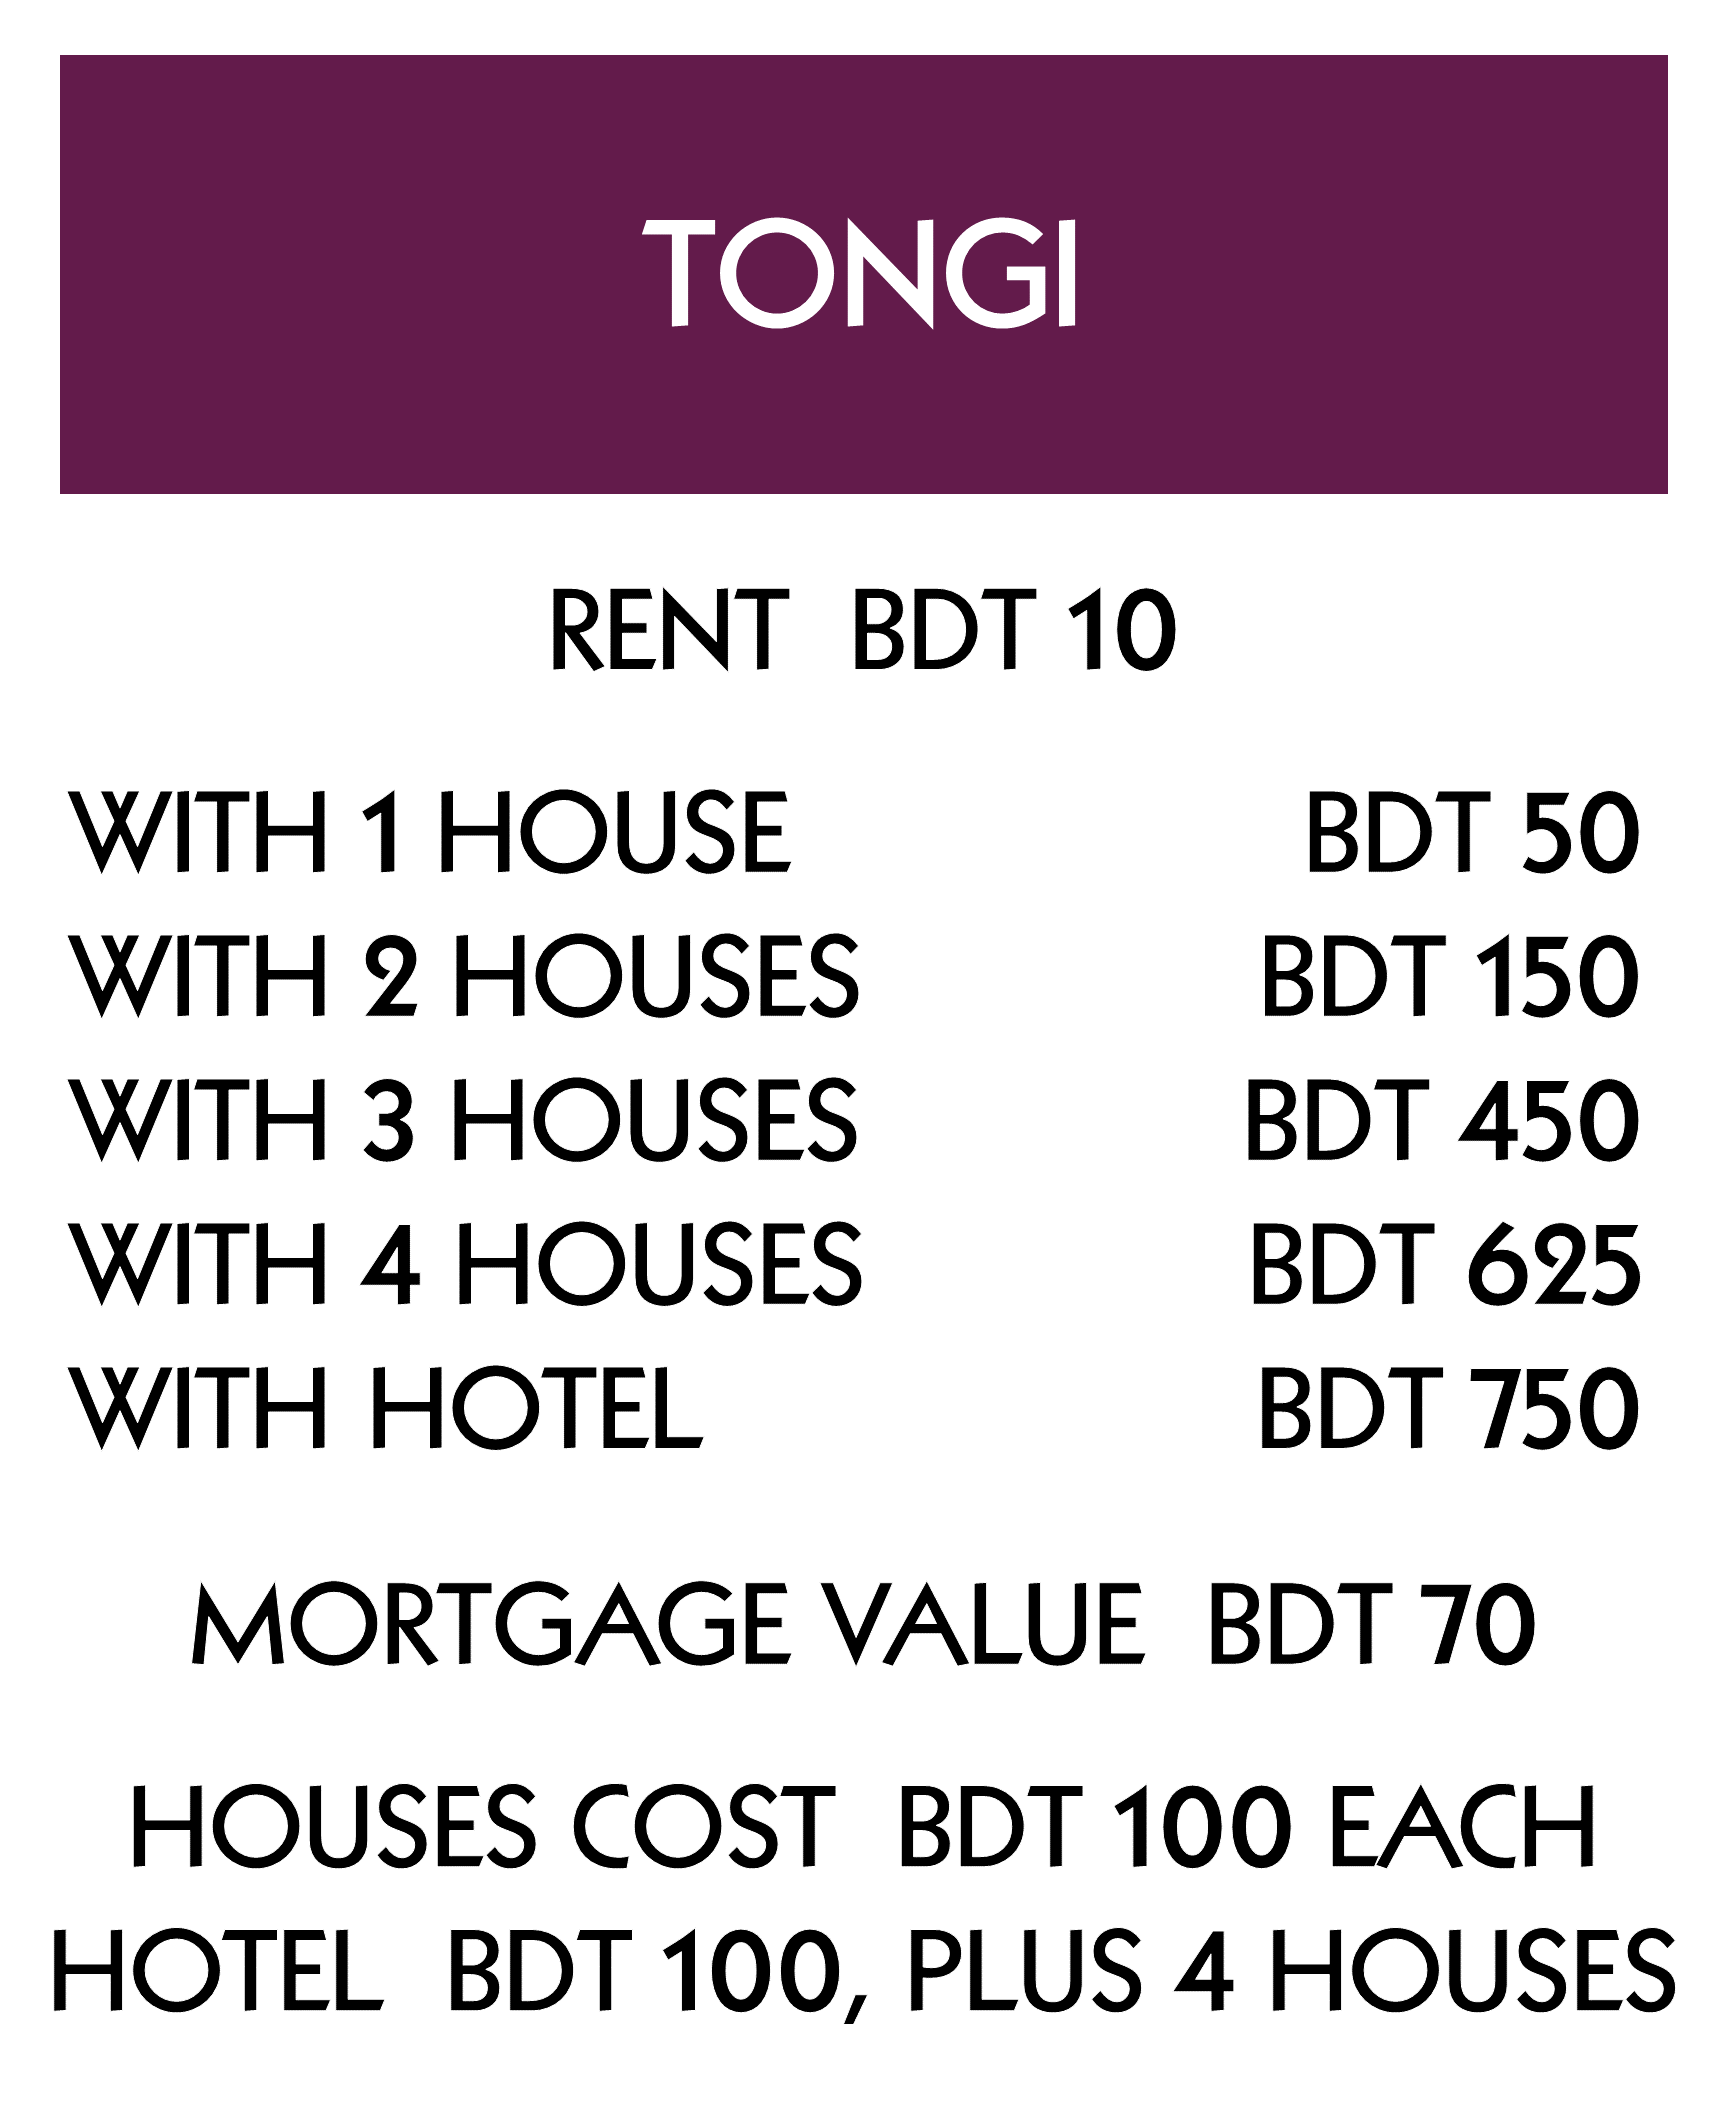 TONGI
RENT BDT 10
WITH 1 HOUSE BDT 50
WITH 2 HOUSES BDT 150
WITH 3 HOUSES BDT 450
WITH 4 HOUSES BDT 625
WITH HOTEL BDT 750
MORTGAGE VALUE BDT 70
HOUSES COST BDT 100 EACH
HOTEL BDT 100, PLUS 4 HOUSES